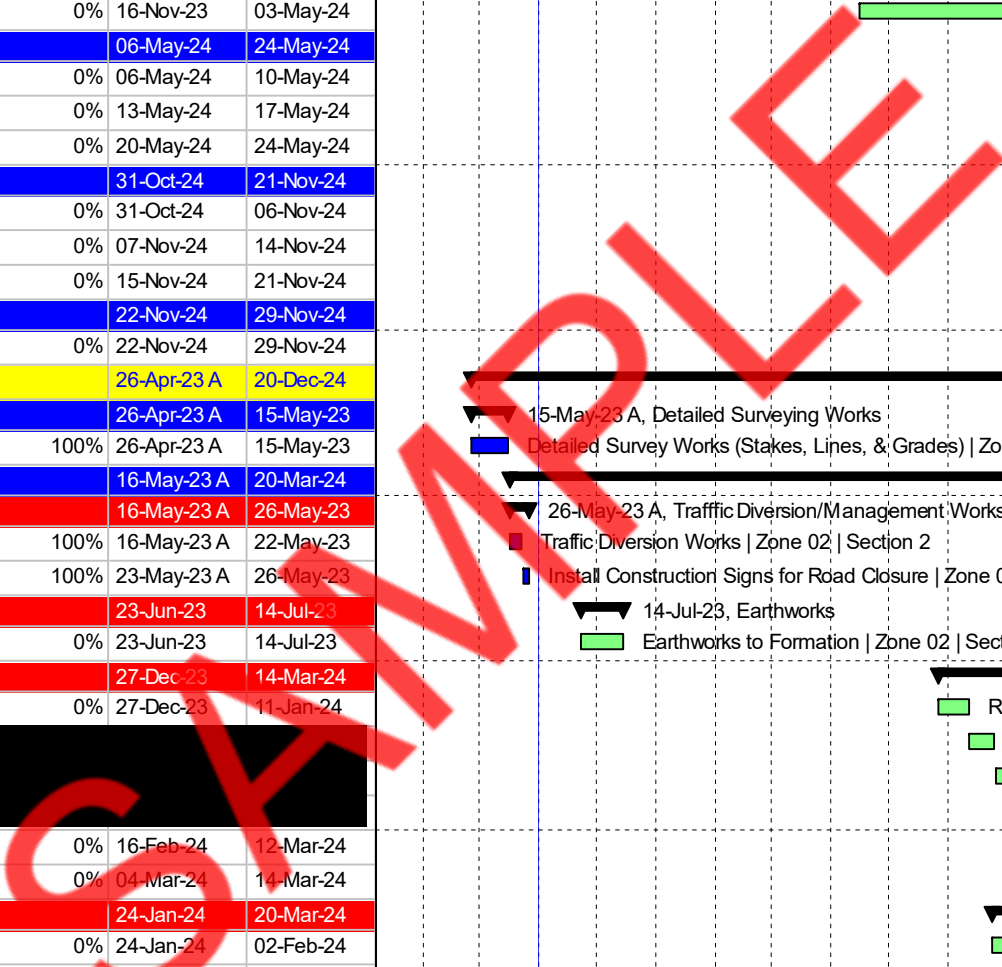 0% 16-Nov-23 03-May-24
06-May-24 24-May-24
0% 06-May-24 10-May-24
0% 13-May-24 17-May-24
0% 20-May-24 24-May-24
31-Oct-24 21-Nov-24
0% 31-Oct-24 06-Nov-24
0% 07-Nov-24 14-Nov-24
0% 15-Nov-24 21-Nov-24
22-Nov-24 29-Nov-24
0% 22-Nov-24 29-Nov-24
26-Apr-23 A 20-Dec-24
26-Apr-23 A 15-May-23 15-May-23 A, Detailed Surveying Works
100% 26-Apr-23 A 15-May-23 Detailed Survey Works (Stakes, Lines, & Grades) | Zo
16-May-23 A 20-Mar-24
16-May-23 A 26-May-23 26-May-23 A, Trafffic Diversion/Management Works
100% 16-May-23 A 22-May-23 Traffic Diversion Works | Zone 02 | Section 2
100% 23-May-23 A 26-May-23 Install Construction Signs for Road Closure | Zone 0
23-Jun-23 14-Jul-23 14-Jul-23, Earthworks
0% 23-Jun-23 14-Jul-23 Earthworks to Formation | Zone 02 | Sect
27-Dec-23 14-Mar-24
0% 27-Dec-23 11-Jan-24 R
0% 16-Feb-24 12-Mar-24
0% 04-Mar-24 14-Mar-24
24-Jan-24 20-Mar-24
0% 24-Jan-24 02-Feb-24
SAMPLE